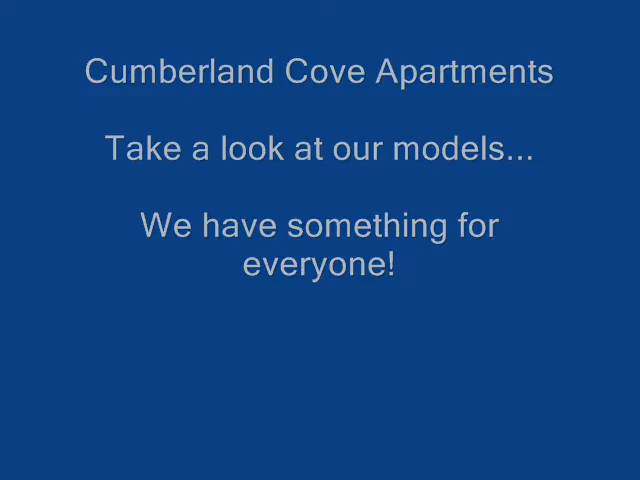 Cumberland Cove Apartments
Take a look at our models...
We have something for
everyone!